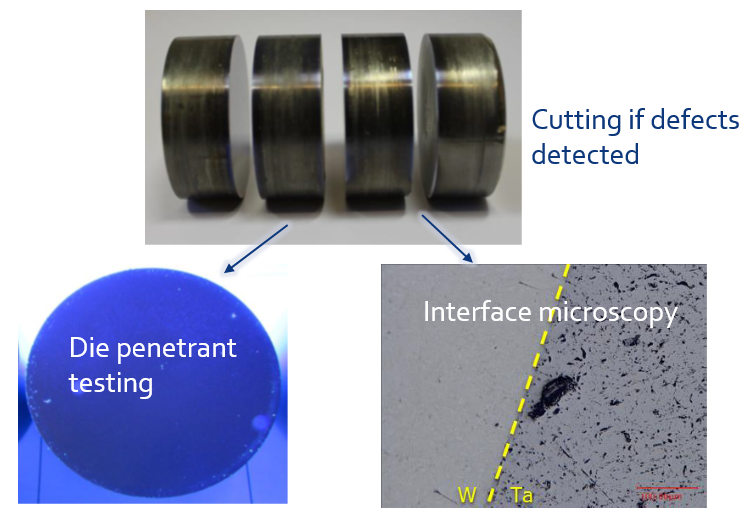 Cutting if defects
detected
Interface microscopy
Die penetrant
testing
W Ta